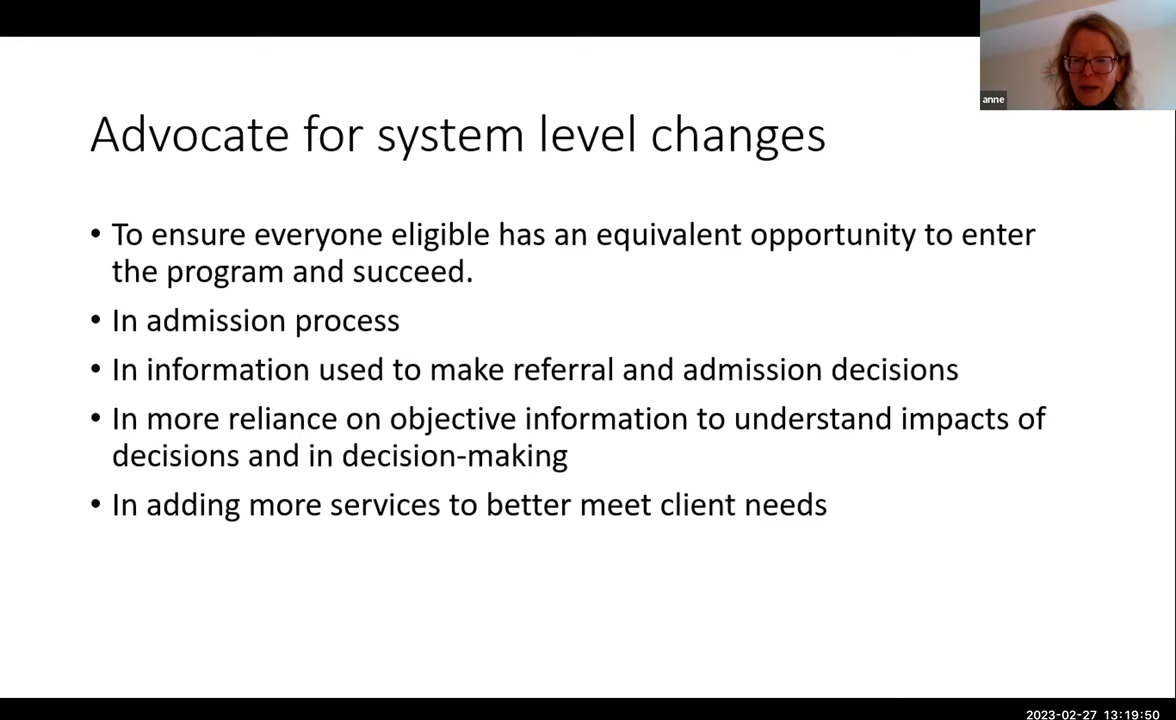 anne
Advocate for system level changes
• To ensure everyone eligible has an equivalent opportunity to enter
the program and succeed.
• In admission process
• In information used to make referral and admission decisions
• In more reliance on objective information to understand impacts of
decisions and in decision-making
• In adding more services to better meet client needs
2023-02-27 13:19:50